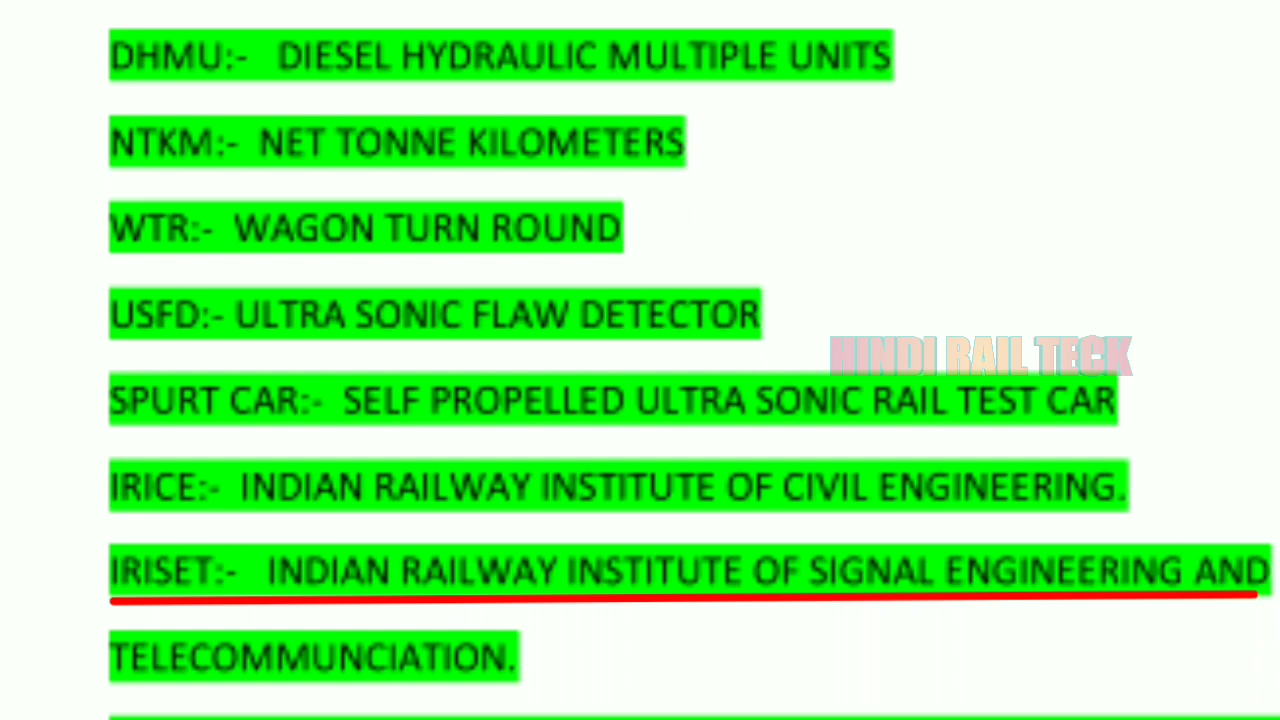 DHMU:- DIESEL HYDRAULIC MULTIPLE UNITS
NTKM:- NET TONNE KILOMETERS
WTR:- WAGON TURN ROUND
USFD:- ULTRA SONIC FLAW DETECTOR
HINDI RAIL TECK
SPURT CAR:- SELF PROPELLED ULTRA SONIC RAIL TEST CAR
IRICE:- INDIAN RAILWAY INSTITUTE OF CIVIL ENGINEERING.
IRISET:- INDIAN RAILWAY INSTITUTE OF SIGNAL ENGINEERING AND
TELECOMMUNCIATION.